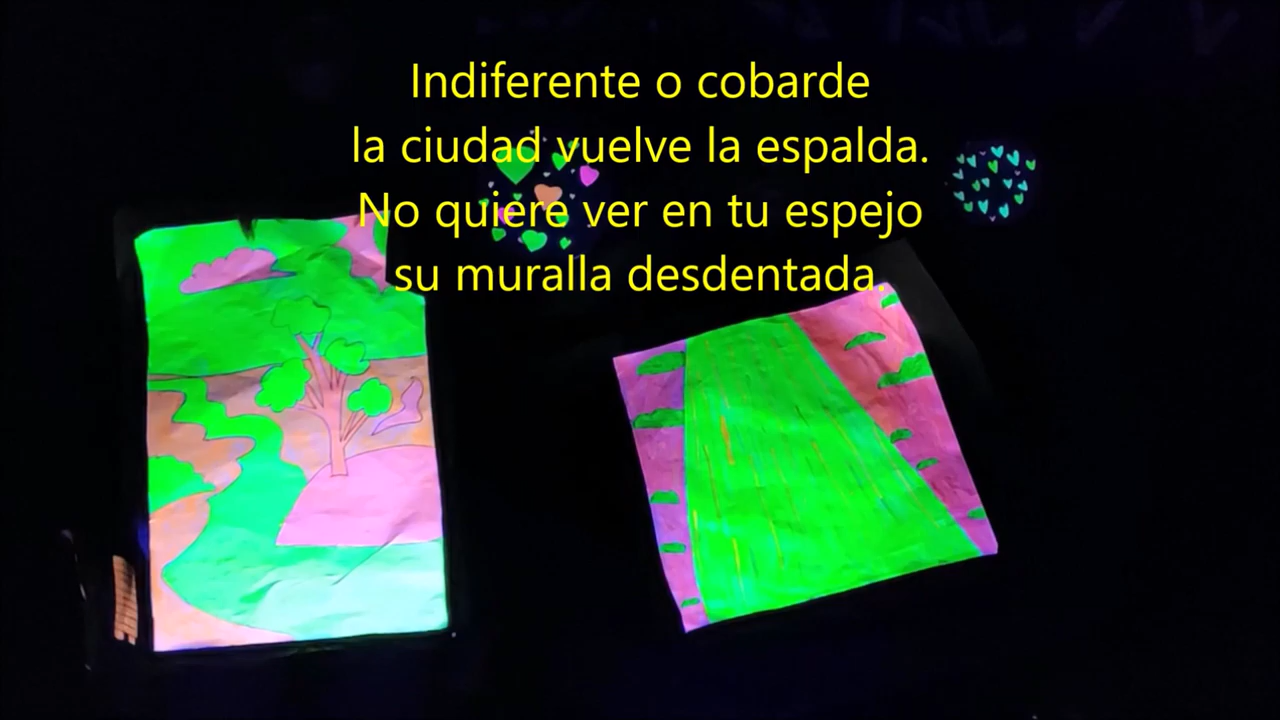 Indiferente o cobarde
la ciudad vuelve la espalda.
No quiere ver en tu espejo
su muralla desdentada.